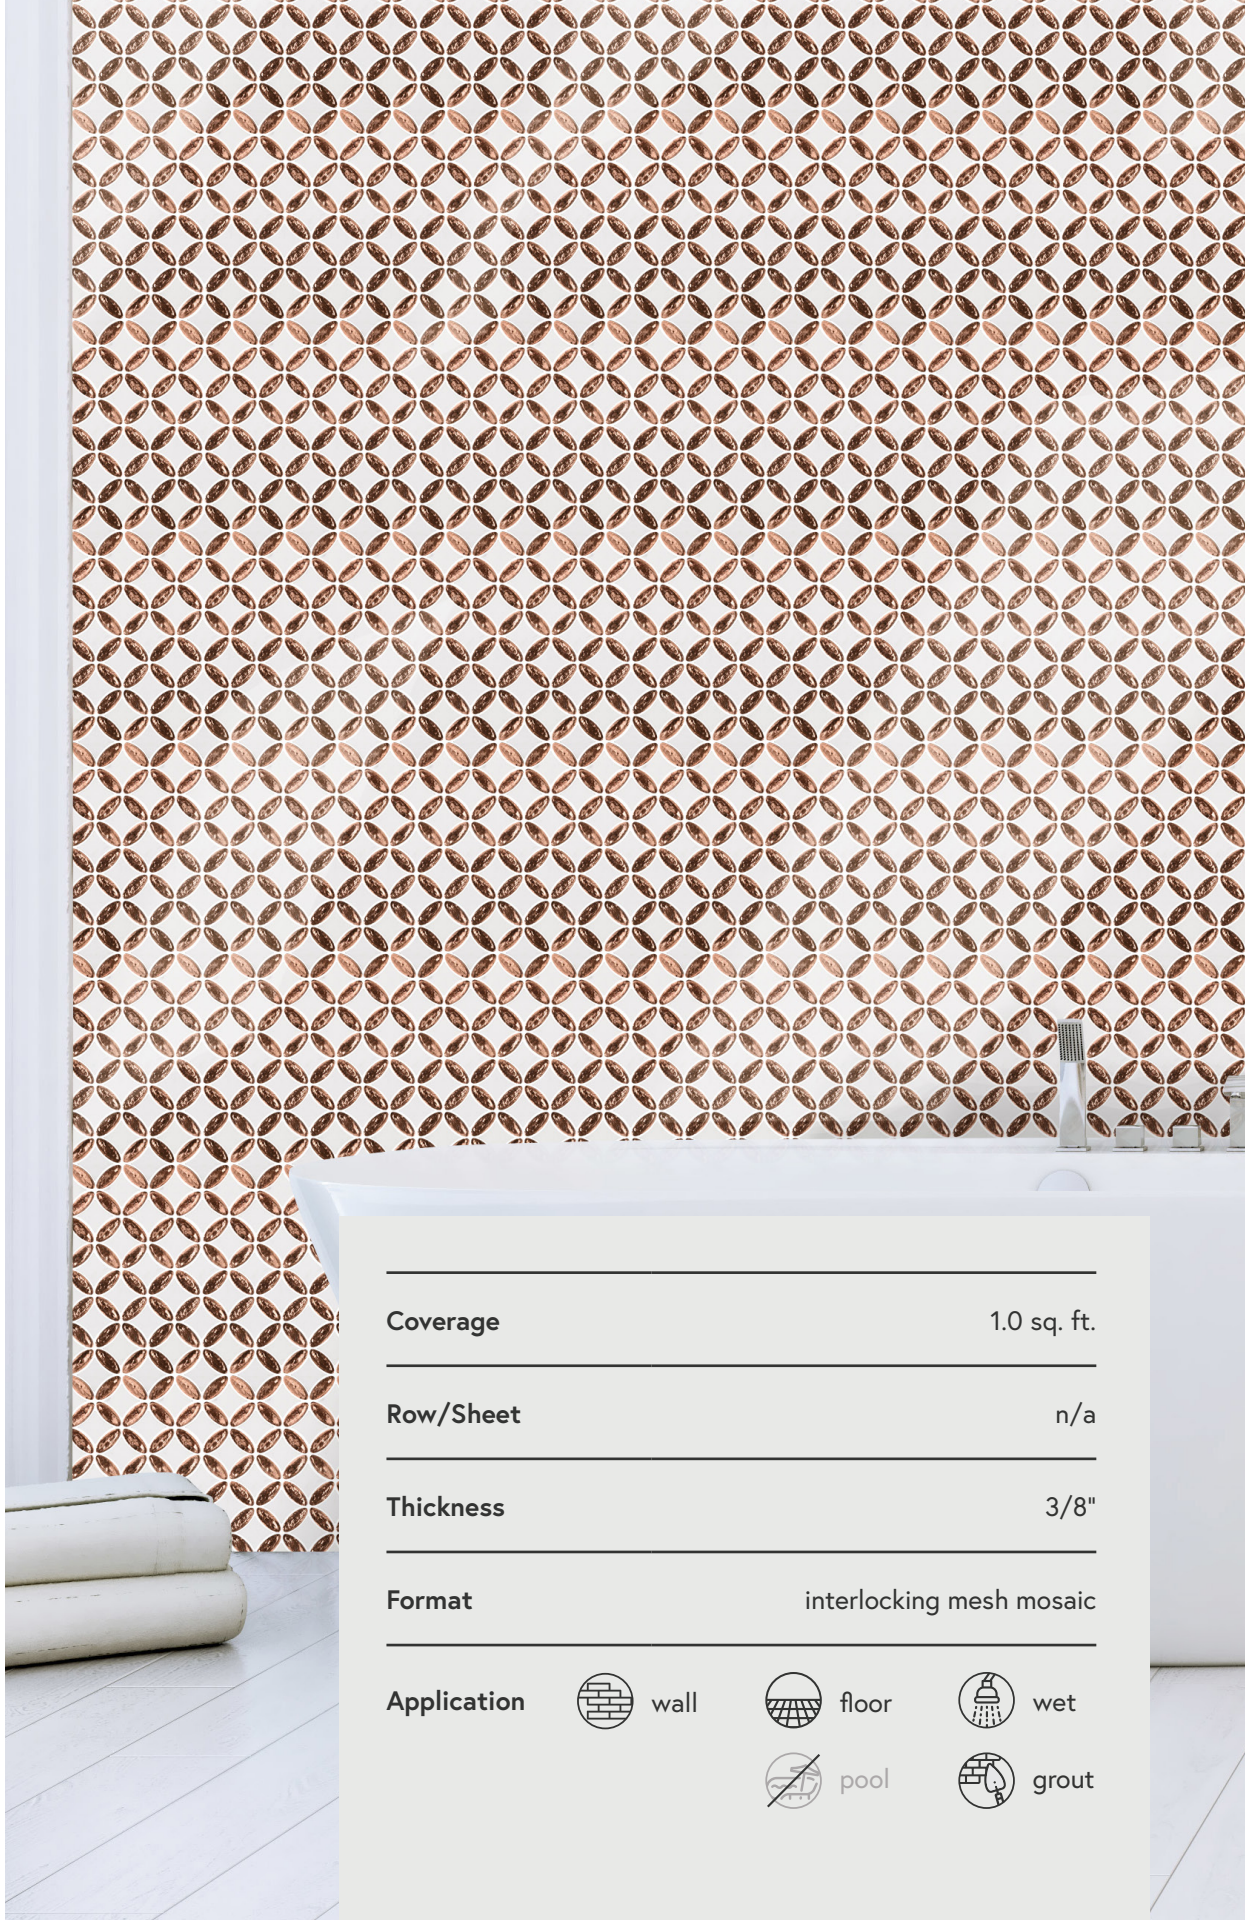 Coverage 1.0 sq. ft.
Row/Sheet n/a
Thickness 3/8"
Format interlocking mesh mosaic
Application wall floor wet
pool grout